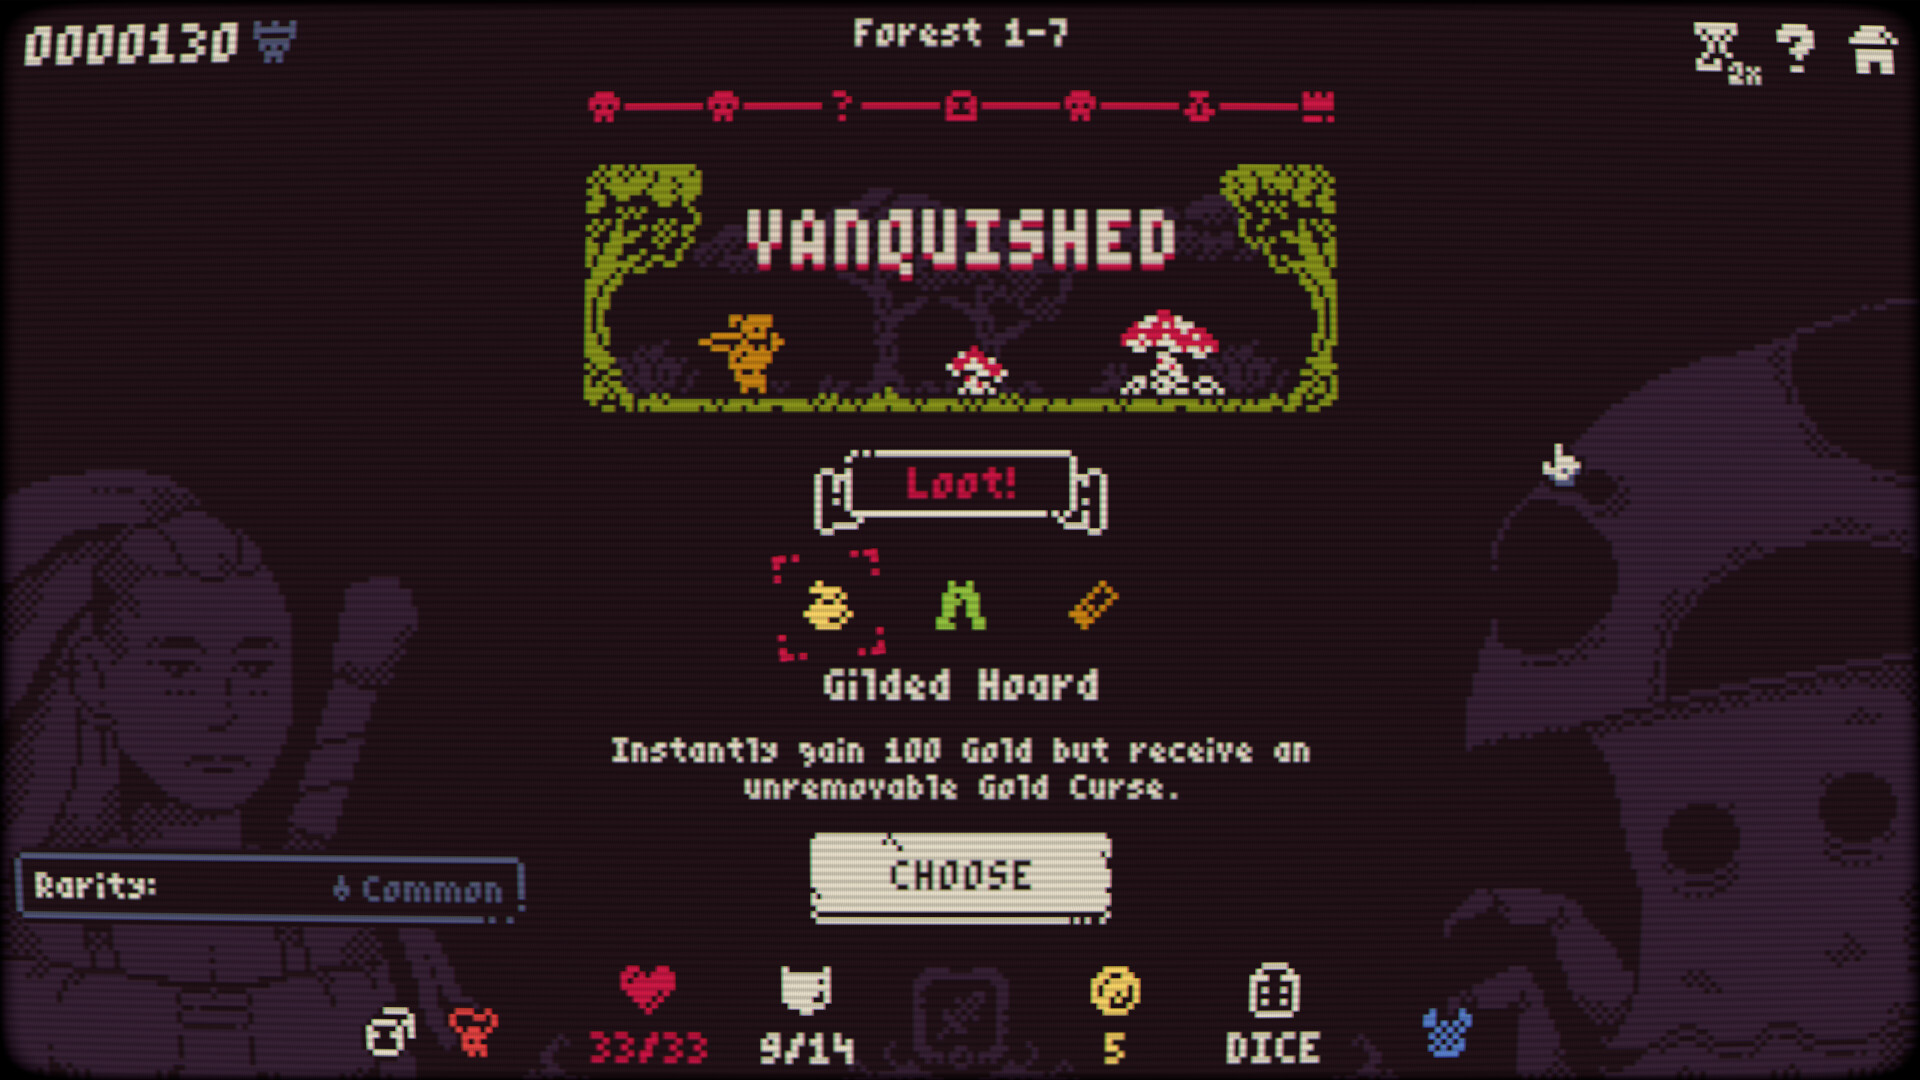 0000130
Forest 1-7
2x
VANQUISHED
Loot!
Gilded Hoard
Instantly gain 100 Gold but receive an
unremovable Gold Curse.
CHOOSE
Rarity: Common
33/33
9/14
5
DICE